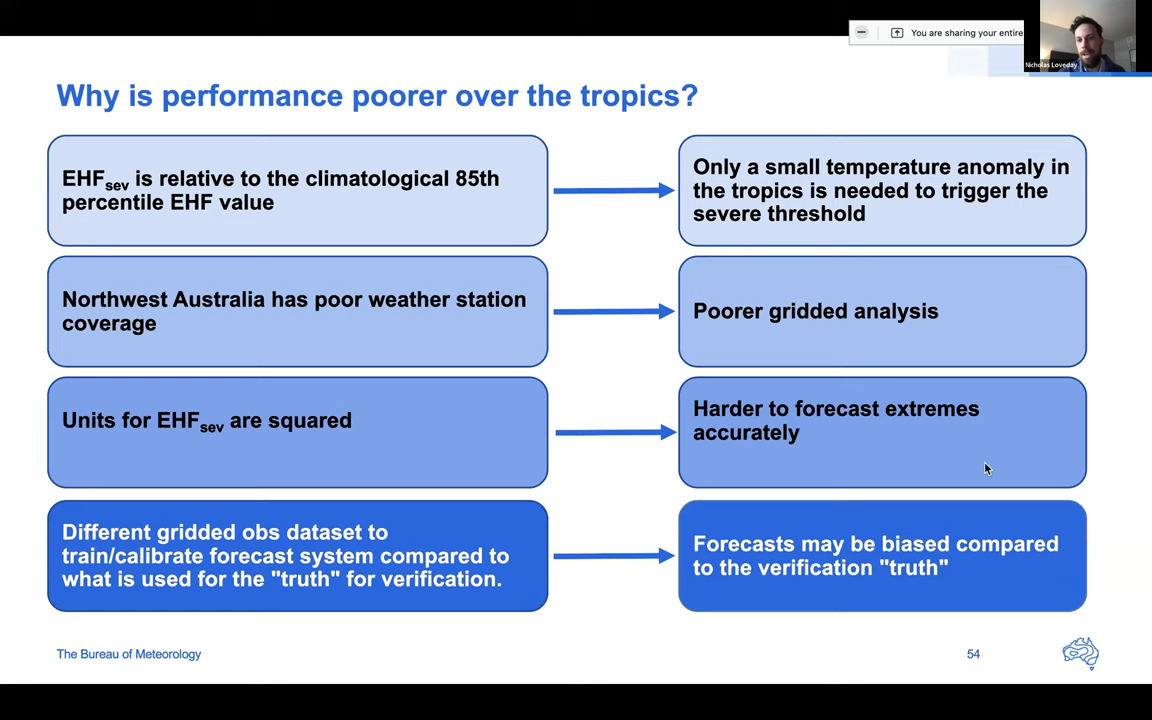 You are sharing your entire
Nicholas Loveday
Why is performance poorer over the tropics?
EHFsev is relative to the climatological 85th
percentile EHF value
Only a small temperature anomaly in
the tropics is needed to trigger the
severe threshold
Northwest Australia has poor weather station
coverage
Poorer gridded analysis
Units for EHFsev are squared
Harder to forecast extremes
accurately
Different gridded obs dataset to
train/calibrate forecast system compared to
what is used for the "truth" for verification.
Forecasts may be biased compared
to the verification "truth"
The Bureau of Meteorology
54